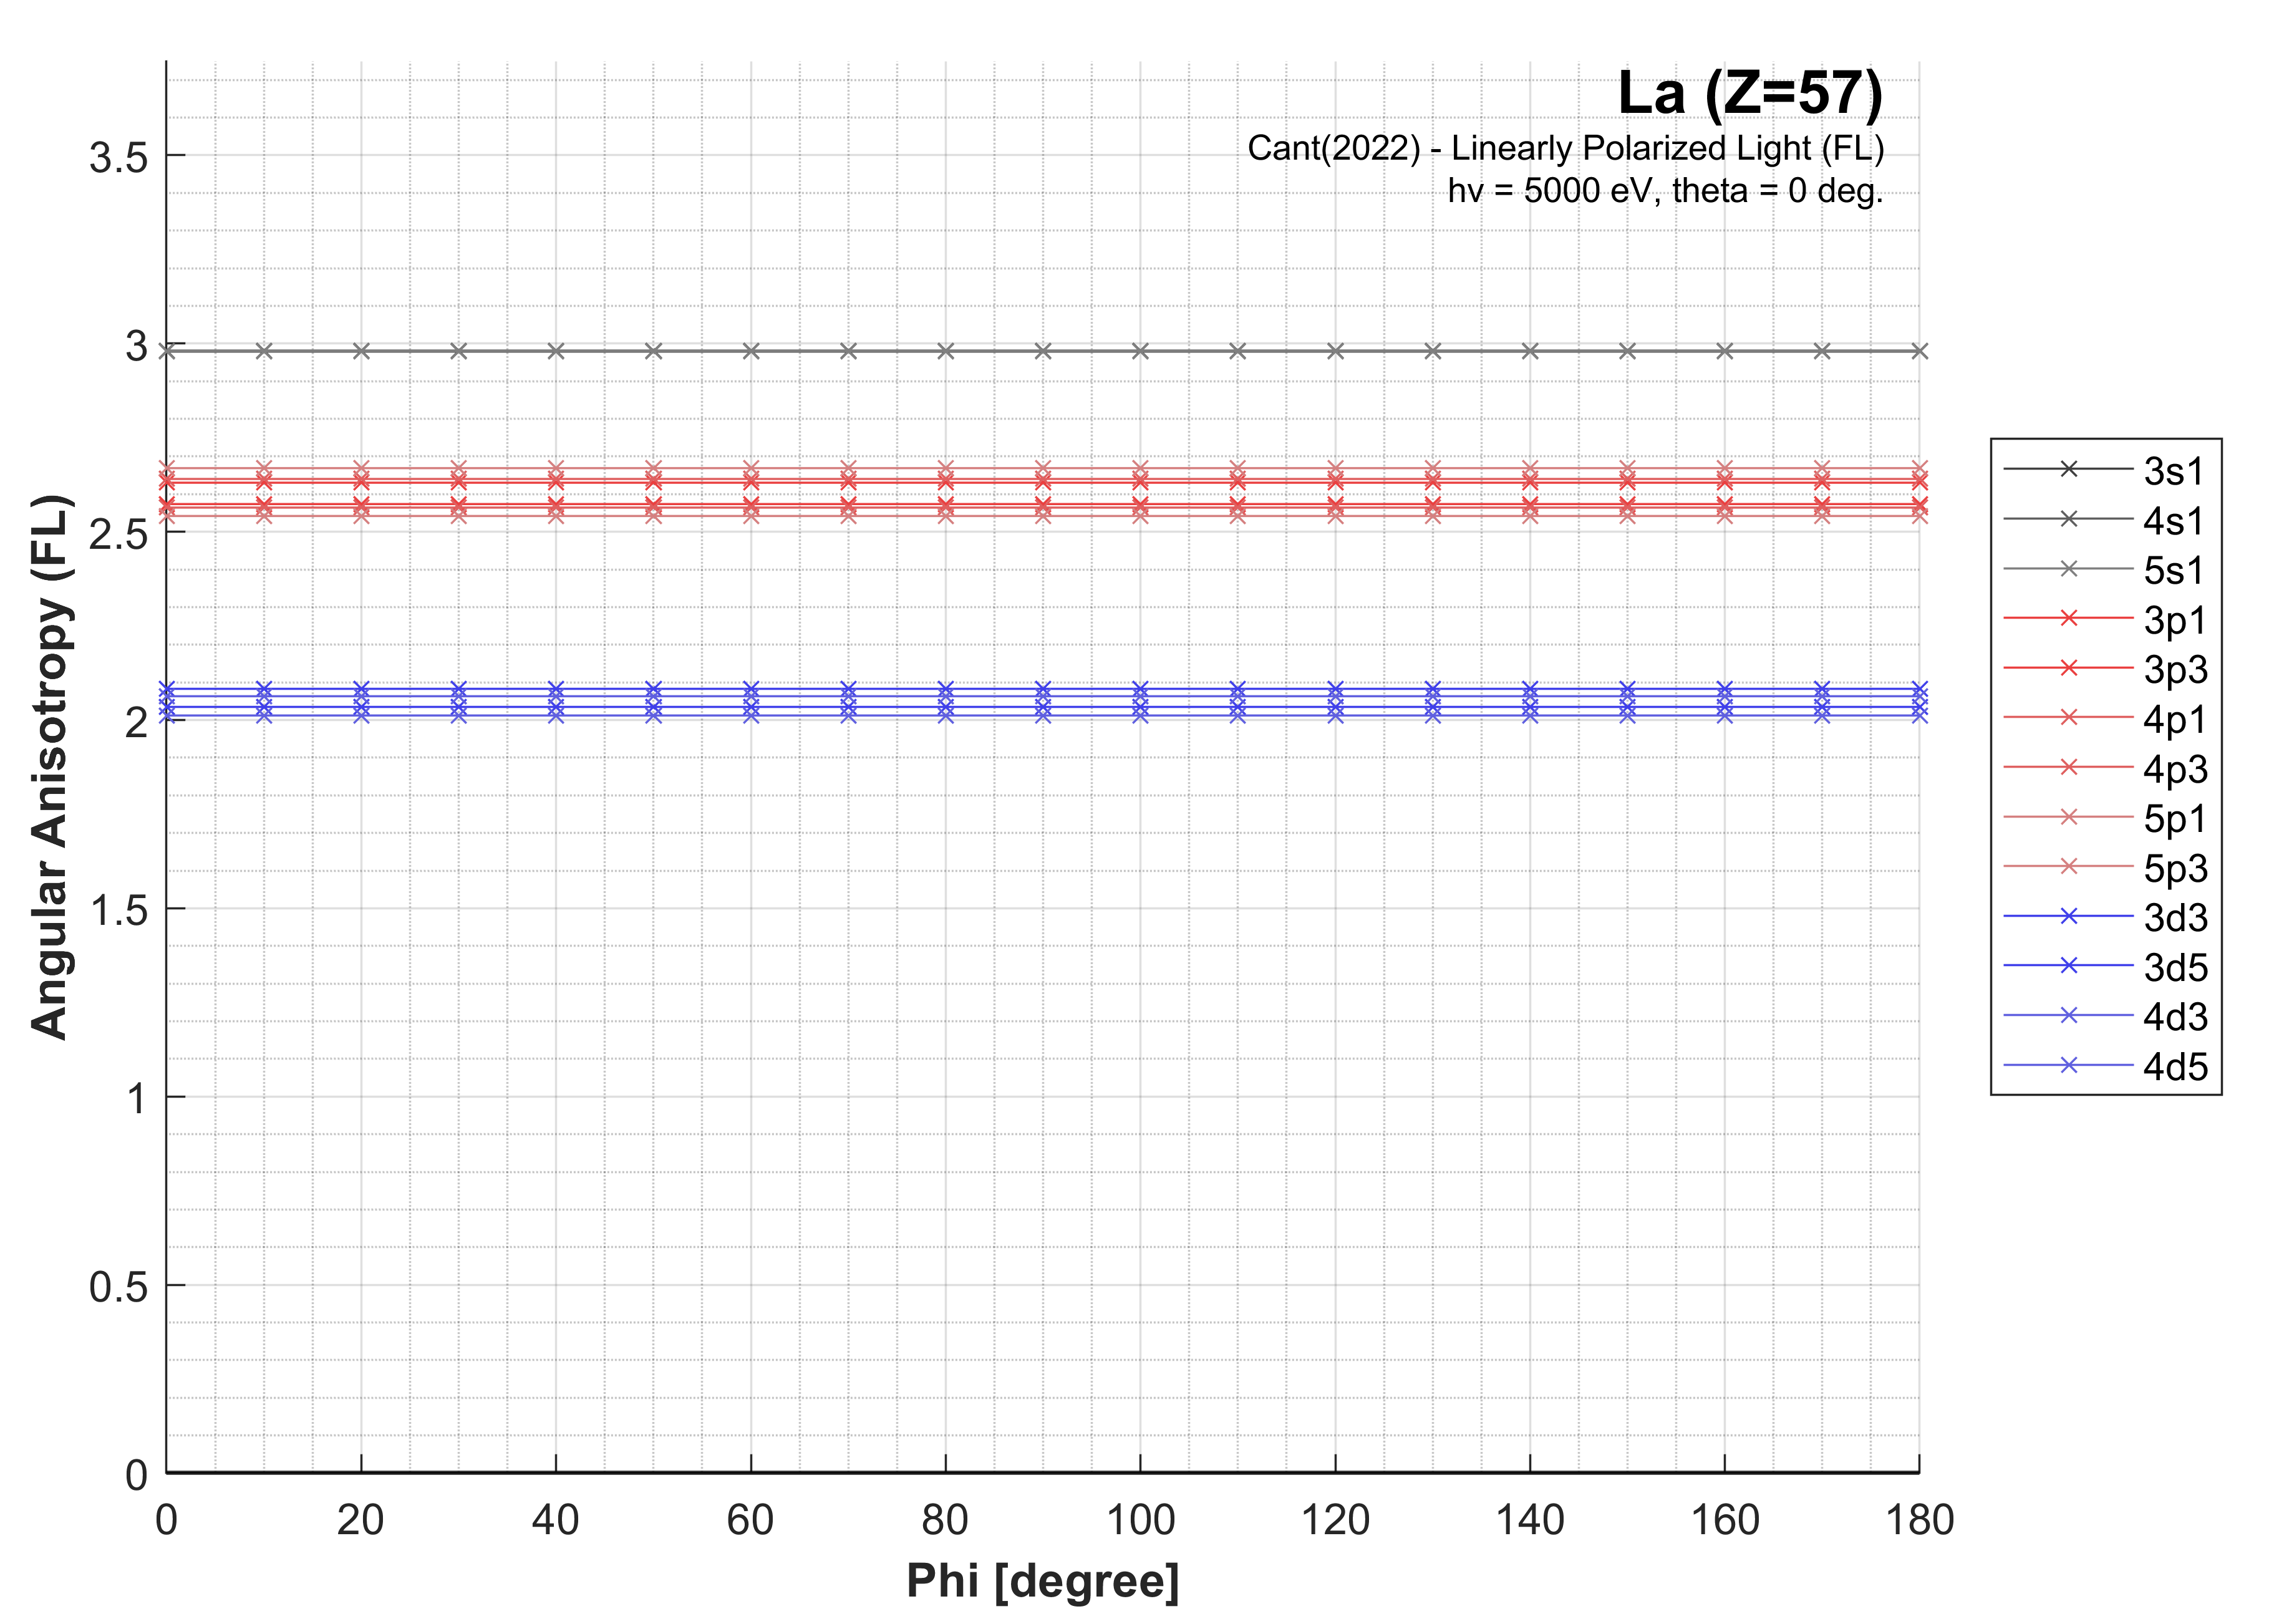 La (Z=57)
Cant(2022) - Linearly Polarized Light (FL)
hv = 5000 eV, theta = 0 deg.
Angular Anisotropy (FL)
3.5
3
2.5
2
1.5
1
0.5
0
0 20 40 60 80 100 120 140 160 180
Phi [degree]
3s1
4s1
5s1
3p1
3p3
4p1
4p3
5p1
5p3
3d3
3d5
4d3
4d5